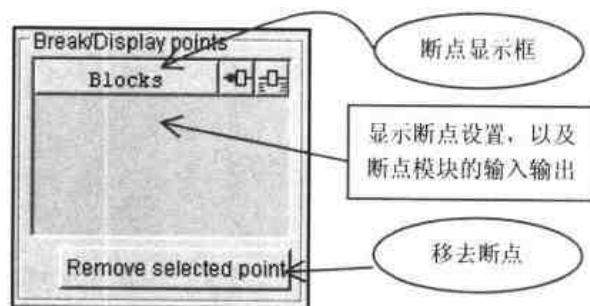 Break/Display points
断点显示框
Blocks
显示断点设置，以及
断点模块的输入输出
Remove selected point
移去断点